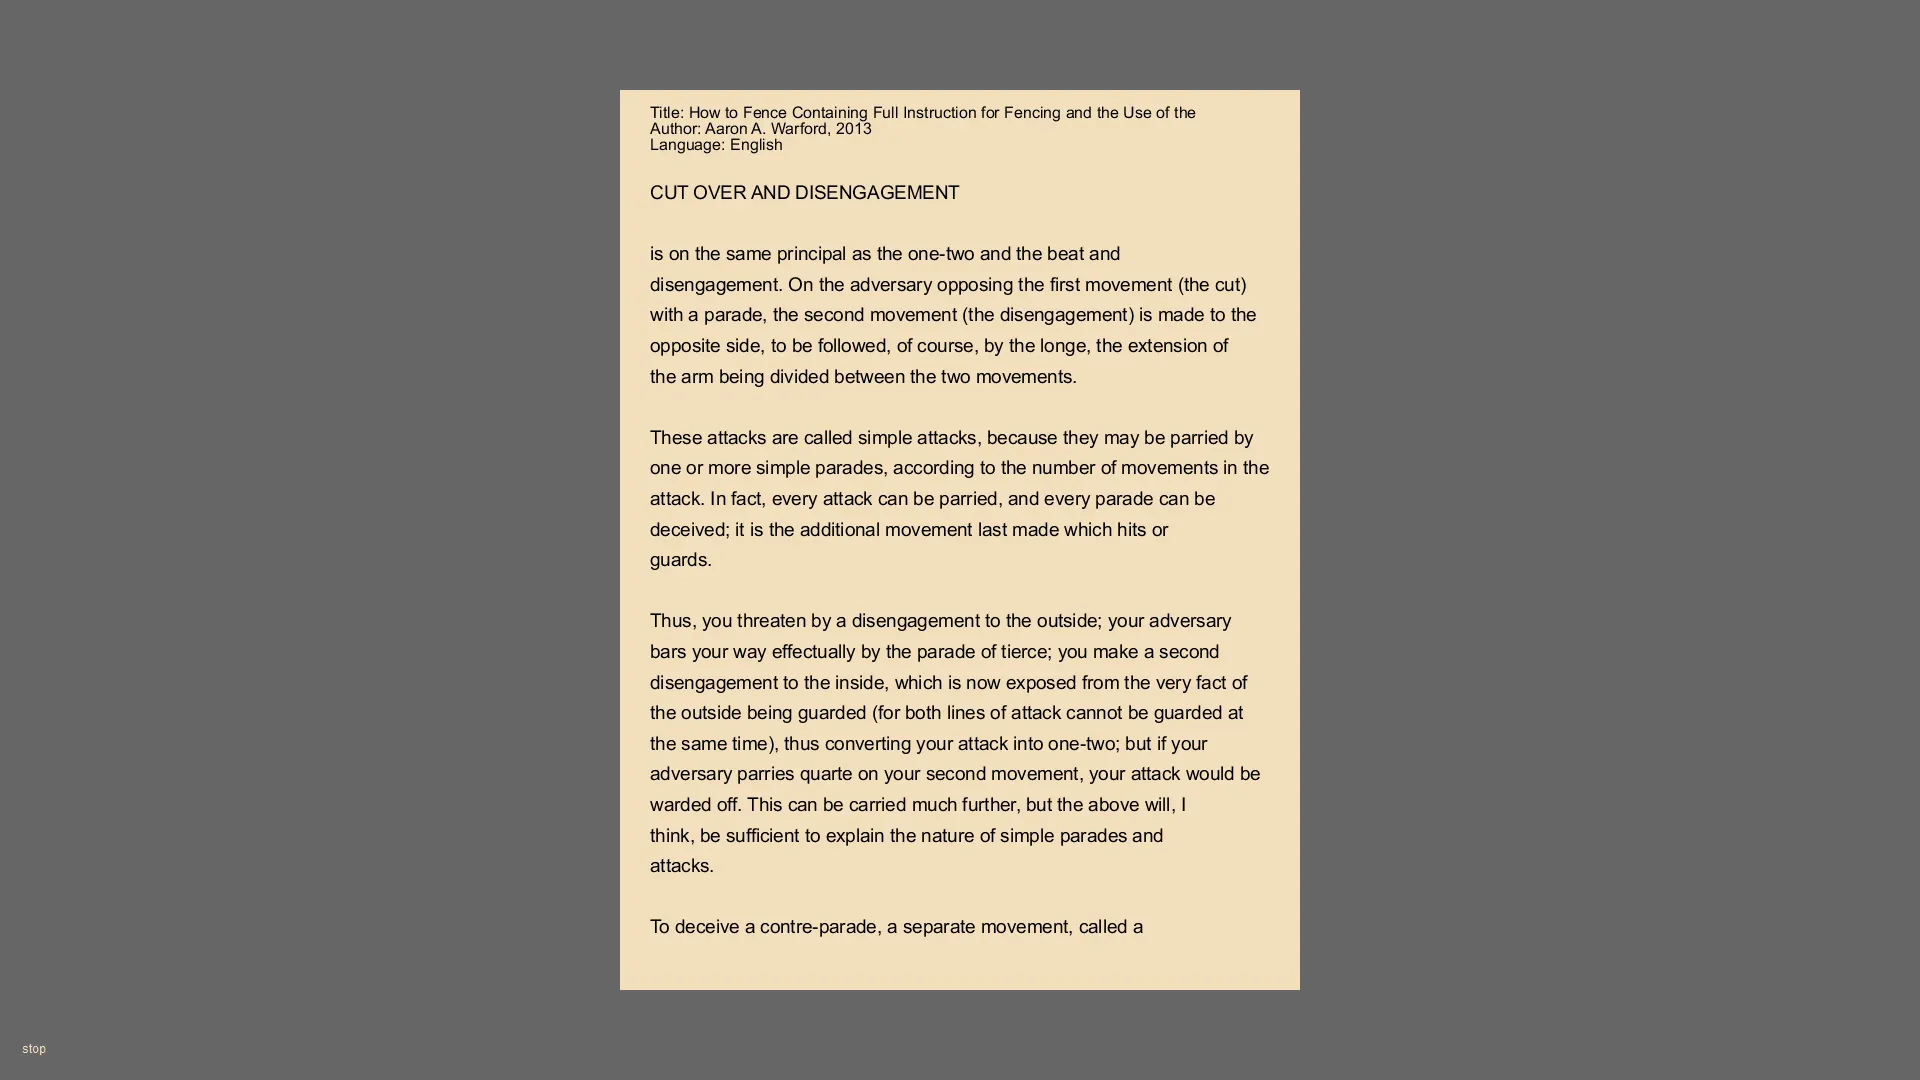 Title: How to Fence Containing Full Instruction for Fencing and the Use of the
Author: Aaron A. Warford, 2013
Language: English
CUT OVER AND DISENGAGEMENT
is on the same principal as the one-two and the beat and
disengagement. On the adversary opposing the first movement (the cut)
with a parade, the second movement (the disengagement) is made to the
opposite side, to be followed, of course, by the longe, the extension of
the arm being divided between the two movements.
These attacks are called simple attacks, because they may be parried by
one or more simple parades, according to the number of movements in the
attack. In fact, every attack can be parried, and every parade can be
deceived; it is the additional movement last made which hits or
guards.
Thus, you threaten by a disengagement to the outside; your adversary
bars your way effectually by the parade of tierce; you make a second
disengagement to the inside, which is now exposed from the very fact of
the outside being guarded (for both lines of attack cannot be guarded at
the same time), thus converting your attack into one-two; but if your
adversary parries quarte on your second movement, your attack would be
warded off. This can be carried much further, but the above will, I
think, be sufficient to explain the nature of simple parades and
attacks.
To deceive a contre-parade, a separate movement, called a
stop